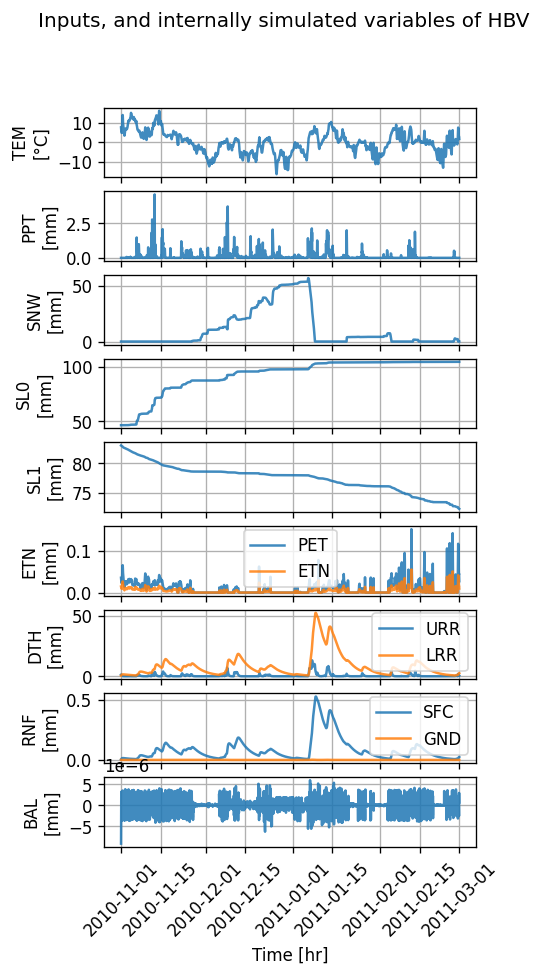 Inputs, and internally simulated variables of HBV
TEM
[°C]
10
0
−10
PPT
[mm]
2.5
0.0
SNW
[mm]
50
0
SL0
[mm]
100
50
SL1
[mm]
80
75
ETN
[mm]
0.1
0.0
PET
ETN
DTH
[mm]
50
0
URR
LRR
RNF
[mm]
0.5
0.0
SFC
GND
1e−6
BAL
[mm]
5
0
−5
2010-11-01
2010-11-15
2010-12-01
2010-12-15
2011-01-01
2011-01-15
2011-02-01
2011-02-15
2011-03-01
Time [hr]